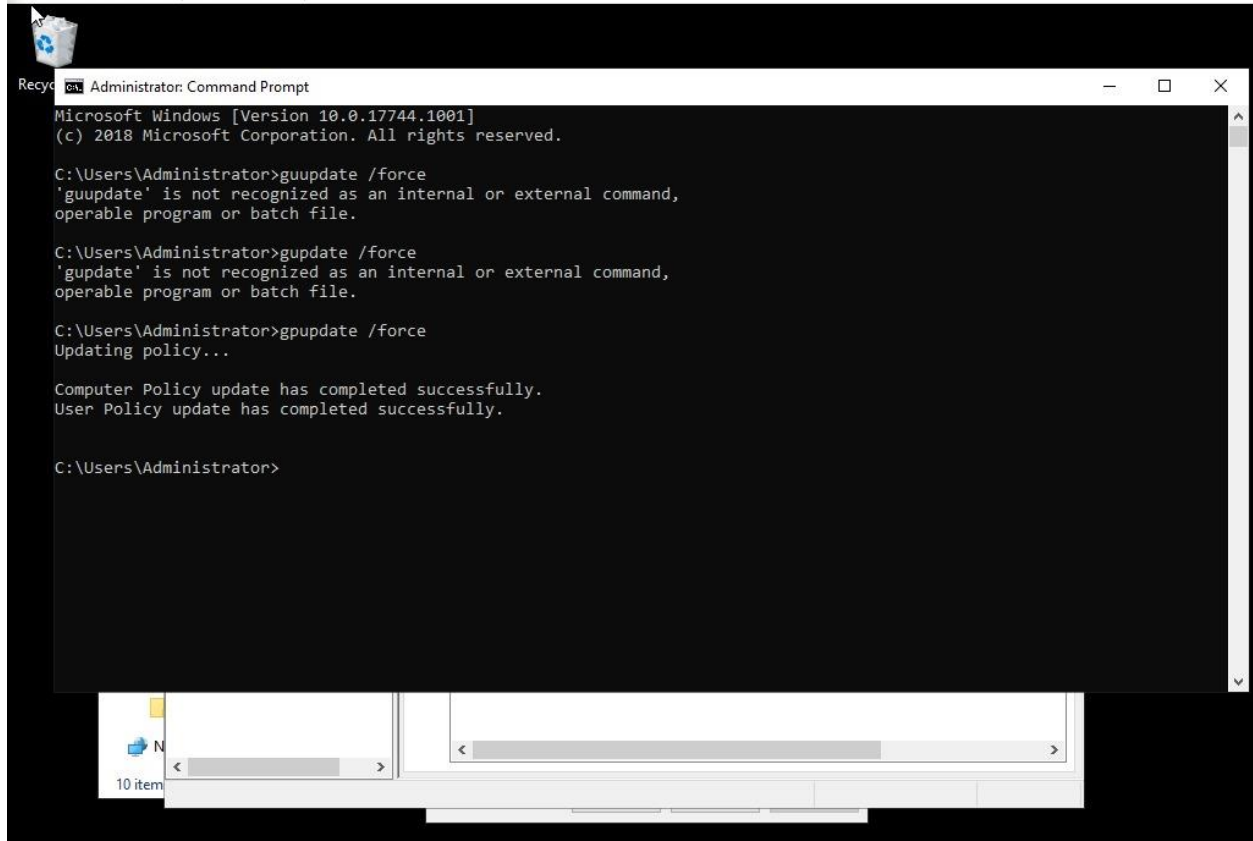 Recyc
Administrator: Command Prompt
Microsoft Windows [Version 10.0.17744.1001]
(c) 2018 Microsoft Corporation. All rights reserved.
C:\Users\Administrator>guupdate /force
'guupdate' is not recognized as an internal or external command,
operable program or batch file.
C:\Users\Administrator>gupdate /force
'gupdate' is not recognized as an internal or external command,
operable program or batch file.
C:\Users\Administrator>gpupdate /force
Updating policy...
Computer Policy update has completed successfully.
User Policy update has completed successfully.
C:\Users\Administrator>
N
10 item